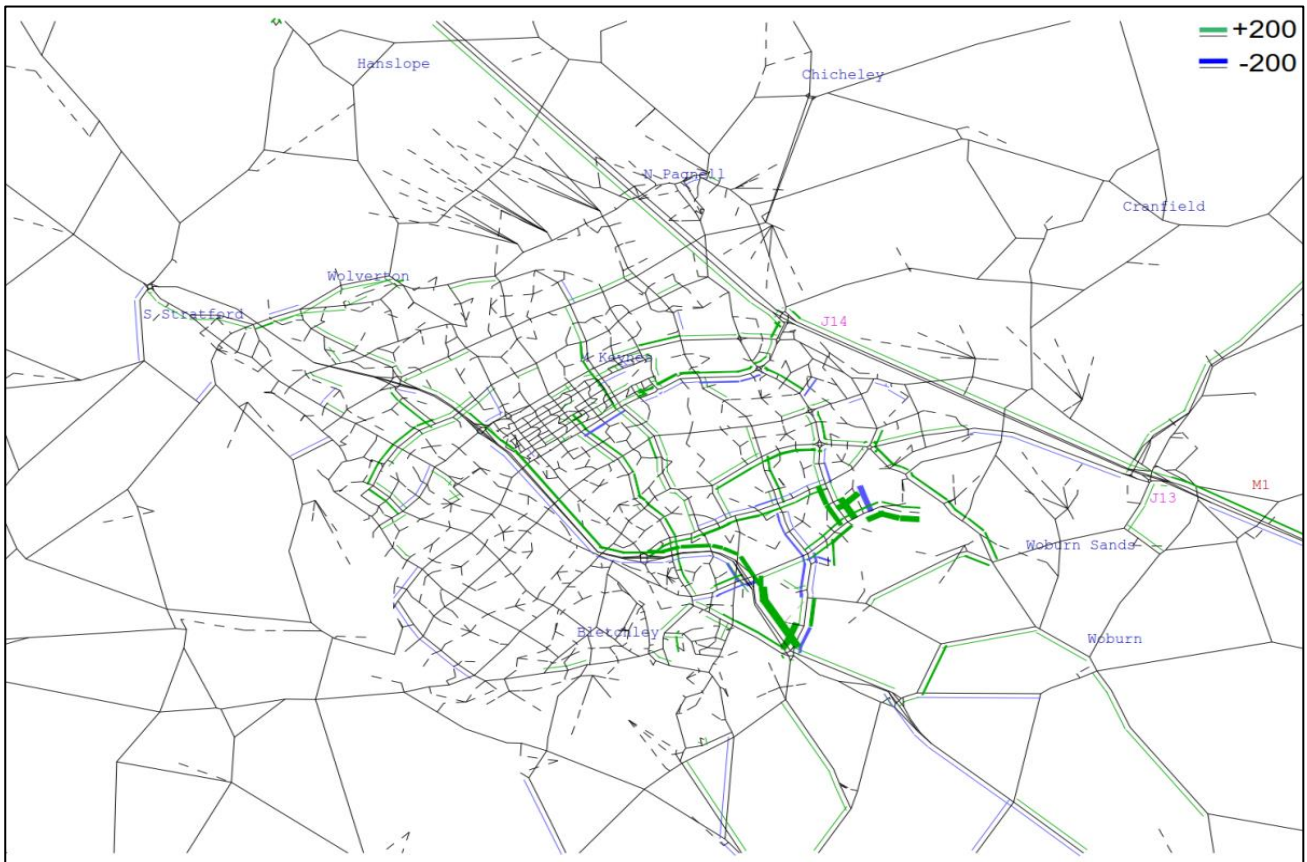 +200
-200
Hanslope
Chicheley
N Pagnell
Cranfield
Wolverton
S,Stratford
J14
Keynes
M1
J13
Woburn Sands
Bletchley
Woburn